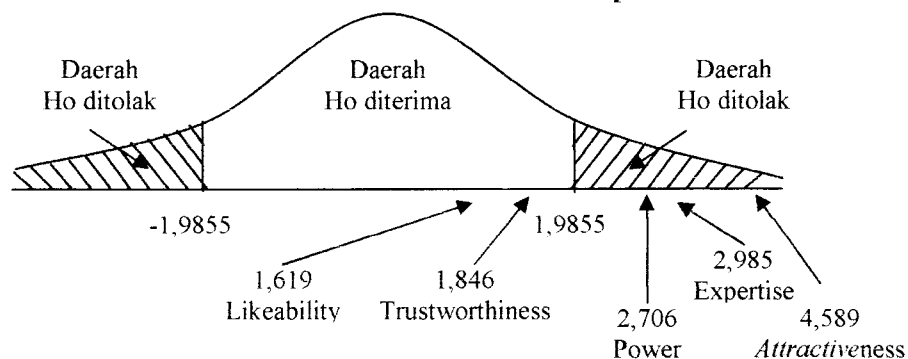 Daerah
Ho ditolak
Daerah
Ho diterima
Daerah
Ho ditolak
-1,9855
1,9855
1,619
Likeability
1,846
Trustworthiness
2,706
Power
2,985
Expertise
4,589
Attractiveness